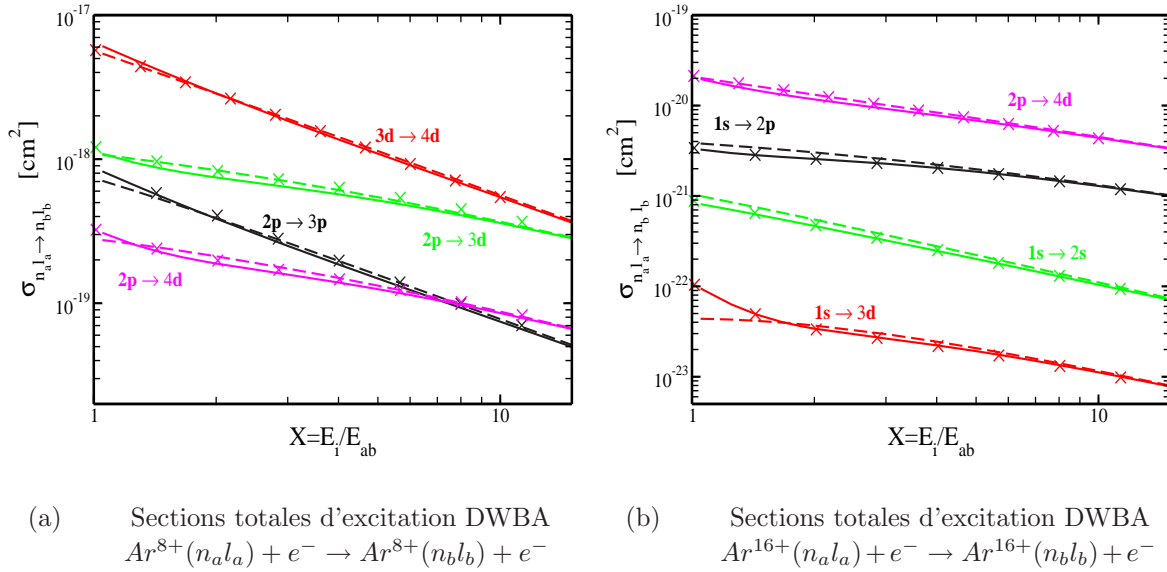 10^-17
10^-18
10^-19
σ_{n_a l_a → n_b l_b} [cm^2]
3d → 4d
2p → 3p
2p → 3d
2p → 4d
1
10
X=E_i/E_ab
10^-19
10^-20
10^-21
10^-22
10^-23
σ_{n_a l_a → n_b l_b} [cm^2]
2p → 4d
1s → 2p
1s → 2s
1s → 3d
1
10
X=E_i/E_ab
(a) Sections totales d'excitation DWBA
Ar^{8+}(n_a l_a) + e^- → Ar^{8+}(n_b l_b) + e^-
(b) Sections totales d'excitation DWBA
Ar^{16+}(n_a l_a) + e^- → Ar^{16+}(n_b l_b) + e^-